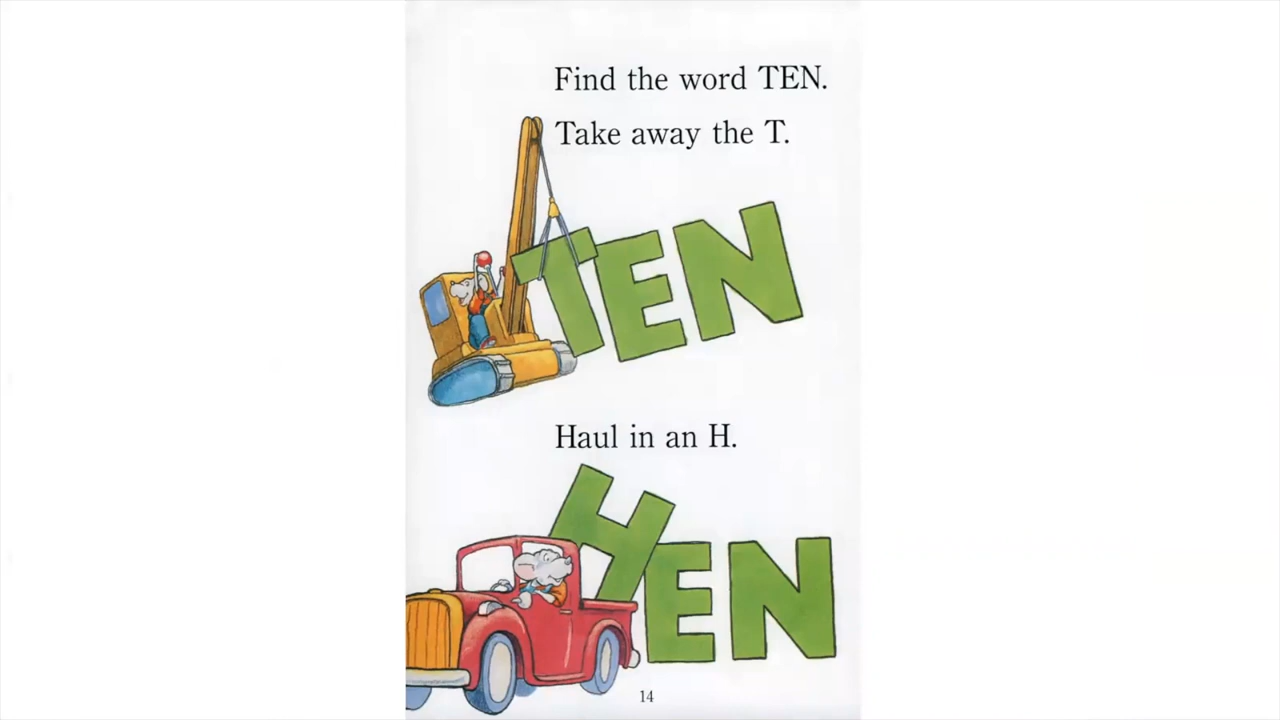 Find the word TEN.
Take away the T.
TEN
Haul in an H.
HEN
14